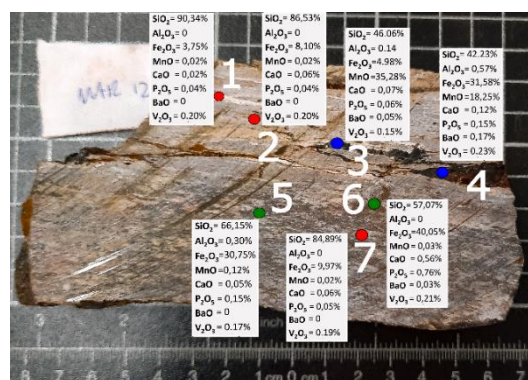 SiO₂ = 90,34%
Al₂O₃ = 0
Fe₂O₃ = 3,75%
MnO = 0,02%
CaO = 0,02%
P₂O₅ = 0,04%
BaO = 0
V₂O₃ = 0.20%
SiO₂ = 86,53%
Al₂O₃ = 0
Fe₂O₃ = 8,10%
MnO = 0,02%
CaO = 0,06%
P₂O₅ = 0,04%
BaO = 0
V₂O₃ = 0.20%
SiO₂ = 46.06%
Al₂O₃ = 0.14
Fe₂O₃= 4.98%
MnO =35,28%
CaO = 0,07%
P₂O₅ = 0,06%
BaO = 0,05%
V₂O₃ = 0.15%
SiO₂ = 42.23%
Al₂O₃ = 0,57%
Fe₂O₃=31,58%
MnO =18,25%
CaO = 0,12%
P₂O₅ = 0,15%
BaO = 0,17%
V₂O₃ = 0.23%
1
2
3
4
5
6
7
SiO₂ = 66,15%
Al₂O₃ = 0,30%
Fe₂O₃ = 30,75%
MnO = 0,12%
CaO = 0,05%
P₂O₅ = 0,15%
BaO = 0
V₂O₃ = 0.17%
SiO₂ = 84,89%
Al₂O₃ = 0
Fe₂O₃ = 9,97%
MnO = 0,02%
CaO = 0,06%
P₂O₅ = 0,05%
BaO = 0
V₂O₃ = 0.19%
SiO₂ = 57,07%
Al₂O₃ = 0
Fe₂O₃ =40,05%
MnO = 0,03%
CaO = 0,56%
P₂O₅ = 0,76%
BaO = 0,03%
V₂O₃ = 0,21%
2 1 inch
8 7 6 5 4 3 2 1 cm 0 cm 1 2 3 4 5 6 7